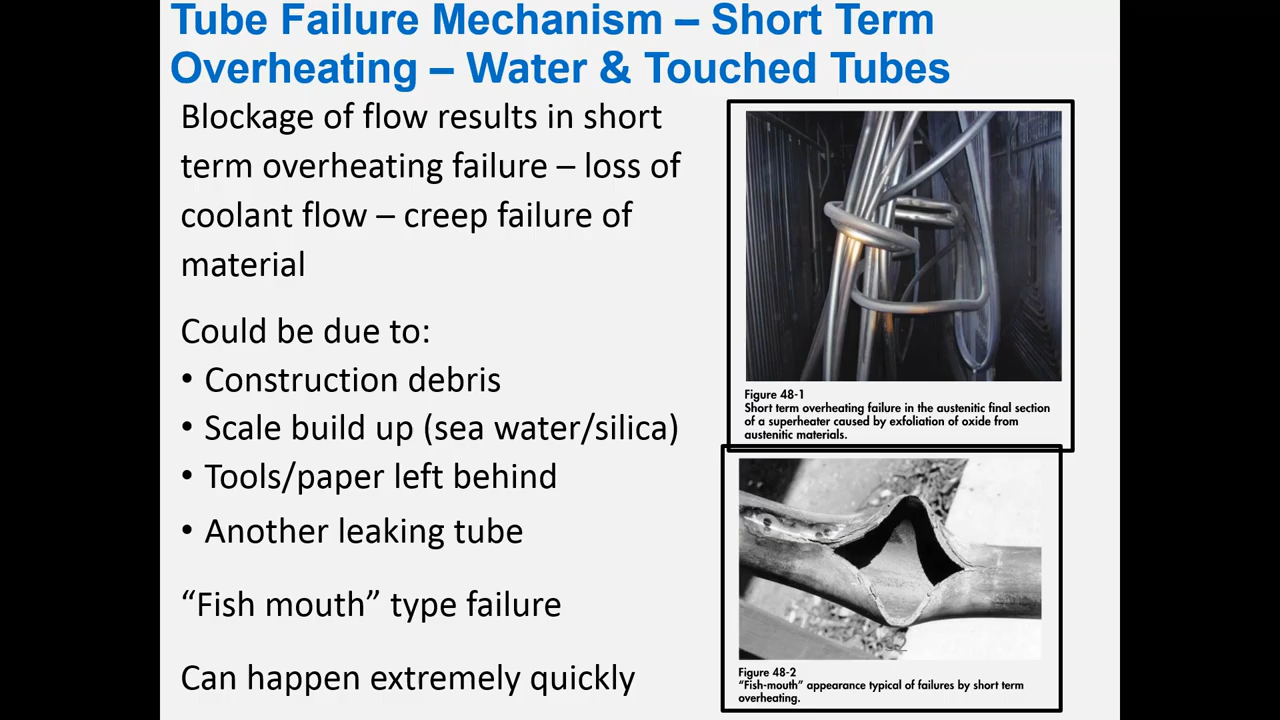 Tube Failure Mechanism – Short Term
Overheating – Water & Touched Tubes
Blockage of flow results in short
term overheating failure – loss of
coolant flow – creep failure of
material
Could be due to:
• Construction debris
• Scale build up (sea water/silica)
• Tools/paper left behind
• Another leaking tube
“Fish mouth” type failure
Can happen extremely quickly
Figure 48-1
Short term overheating failure in the austenitic final section
of a superheater caused by exfoliation of oxide from
austenitic materials.
Figure 48-2
“Fish-mouth” appearance typical of failures by short term
overheating.